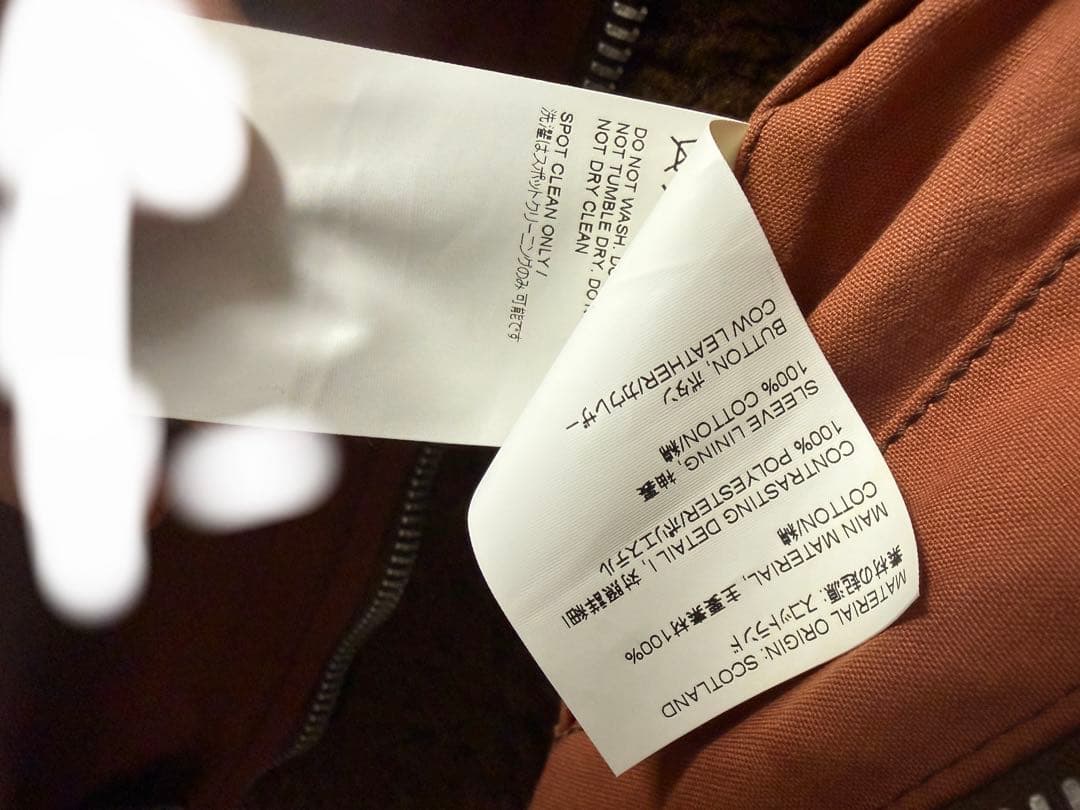 DO NOT WASH.
NOT TUMBLE DRY. DO
NOT DRY CLEAN
SPOT CLEAN ONLY /
洗濯はスポットクリーニングのみ可能です
MATERIAL ORIGIN: SCOTLAND
素材の起源: スコットランド
MAIN MATERIAL, 主要素材100%
COTTON/綿
CONTRASTING DETAIL I, 対照詳細I
100% POLYESTER/ポリエステル
SLEEVE LINING, 袖裏
100% COTTON/綿
BUTTON, ボタン
COW LEATHER/カウレザー